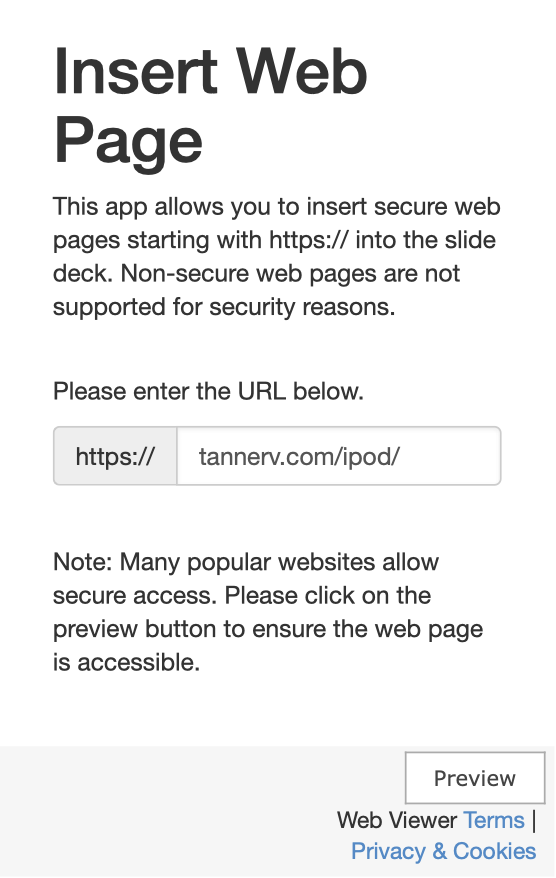 Insert Web
Page
This app allows you to insert secure web
pages starting with https:// into the slide
deck. Non-secure web pages are not
supported for security reasons.
Please enter the URL below.
https:// tannerv.com/ipod/
Note: Many popular websites allow
secure access. Please click on the
preview button to ensure the web page
is accessible.
Preview
Web Viewer Terms |
Privacy & Cookies